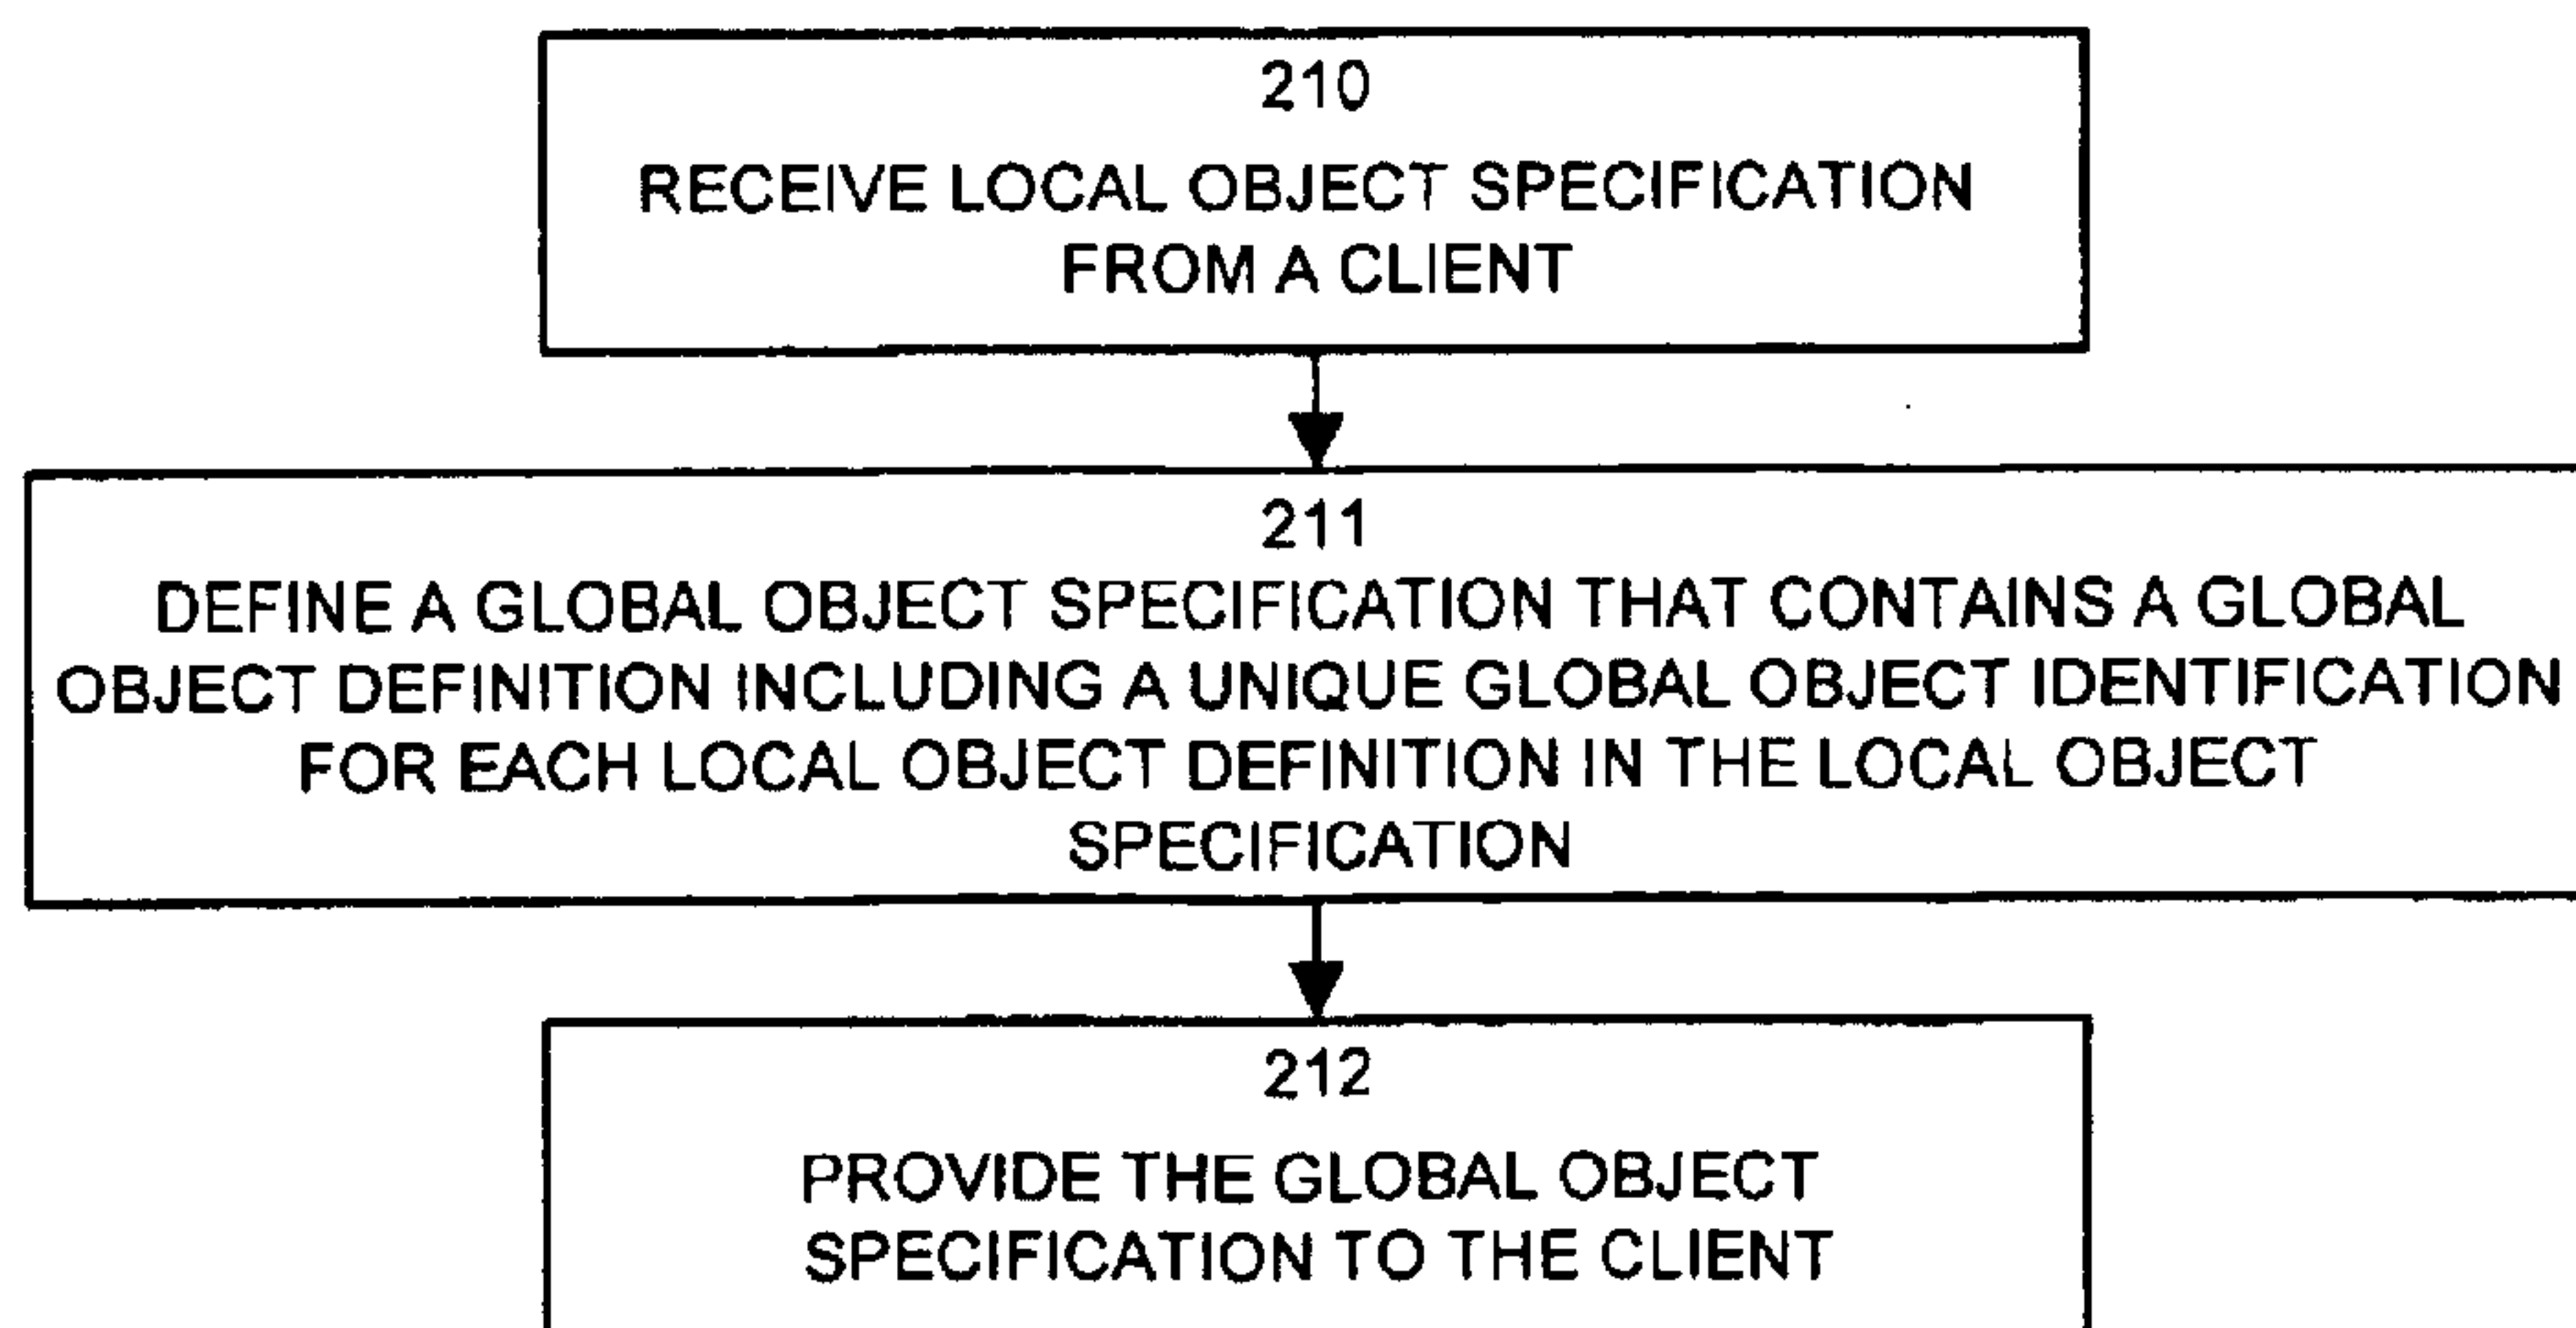 210
RECEIVE LOCAL OBJECT SPECIFICATION
FROM A CLIENT
211
DEFINE A GLOBAL OBJECT SPECIFICATION THAT CONTAINS A GLOBAL
OBJECT DEFINITION INCLUDING A UNIQUE GLOBAL OBJECT IDENTIFICATION
FOR EACH LOCAL OBJECT DEFINITION IN THE LOCAL OBJECT
SPECIFICATION
212
PROVIDE THE GLOBAL OBJECT
SPECIFICATION TO THE CLIENT